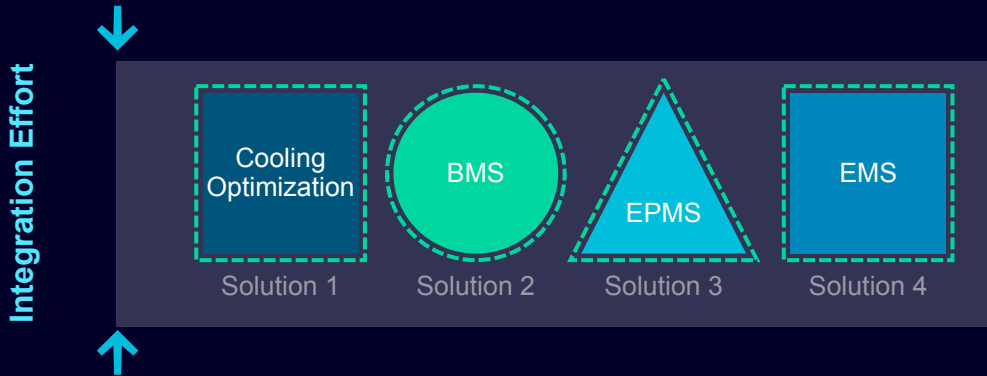 Integration Effort
Cooling
Optimization
BMS
EPMS
EMS
Solution 1
Solution 2
Solution 3
Solution 4